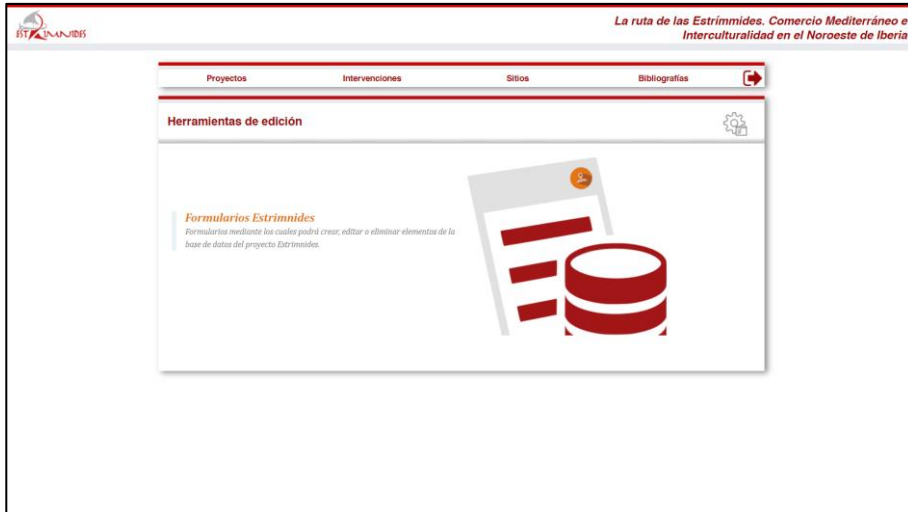 ESTRIMNIDES
La ruta de las Estrímmides. Comercio Mediterráneo e
Interculturalidad en el Noroeste de Iberia
Proyectos Intervenciones Sitios Bibliografías
Herramientas de edición
Formularios Estrimnides
Formularios mediante los cuales podrá crear, editar o eliminar elementos de la
base de datos del proyecto Estrimnides.